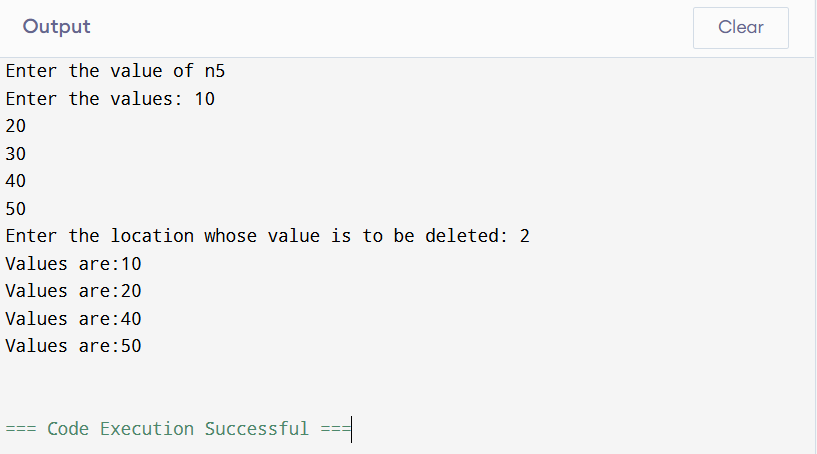 Output
Clear
Enter the value of n5
Enter the values: 10
20
30
40
50
Enter the location whose value is to be deleted: 2
Values are:10
Values are:20
Values are:40
Values are:50
=== Code Execution Successful ===